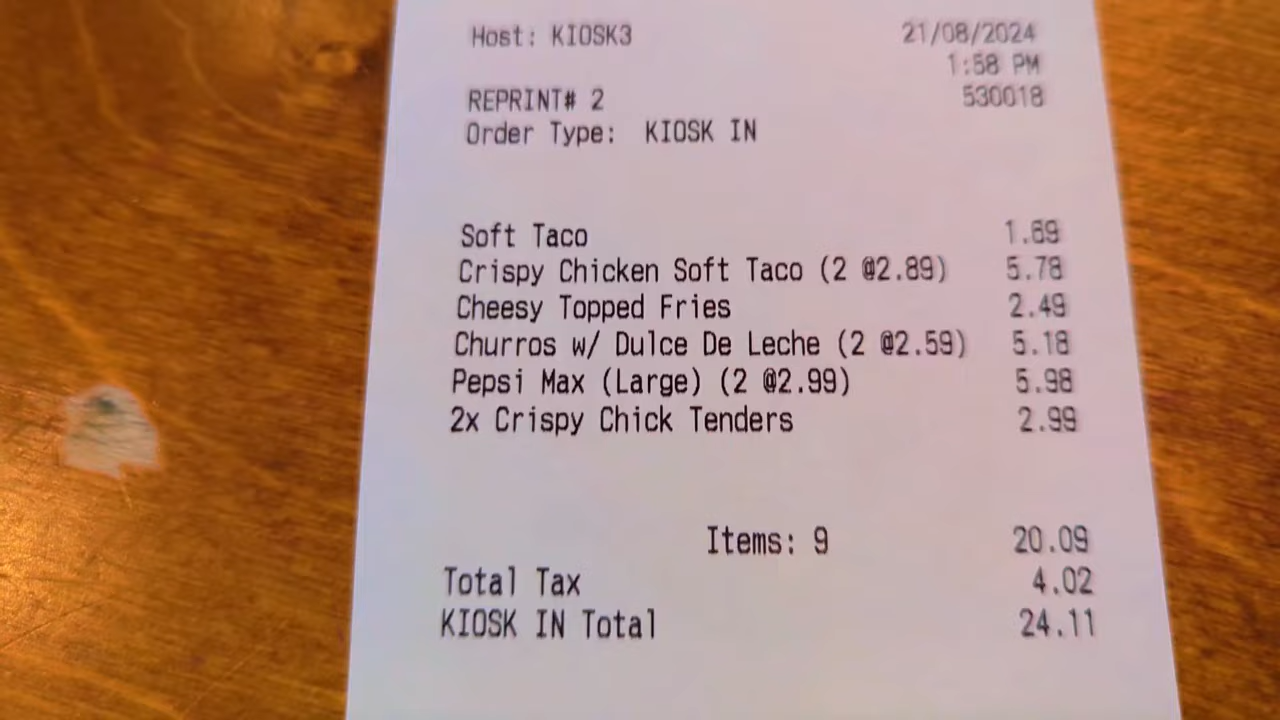 Host: KIOSK3 21/08/2024
1:58 PM
REPRINT# 2 530018
Order Type: KIOSK IN
Soft Taco 1.69
Crispy Chicken Soft Taco (2 @2.89) 5.78
Cheesy Topped Fries 2.49
Churros w/ Dulce De Leche (2 @2.59) 5.18
Pepsi Max (Large) (2 @2.99) 5.98
2x Crispy Chick Tenders 2.99
Items: 9 20.09
Total Tax 4.02
KIOSK IN Total 24.11